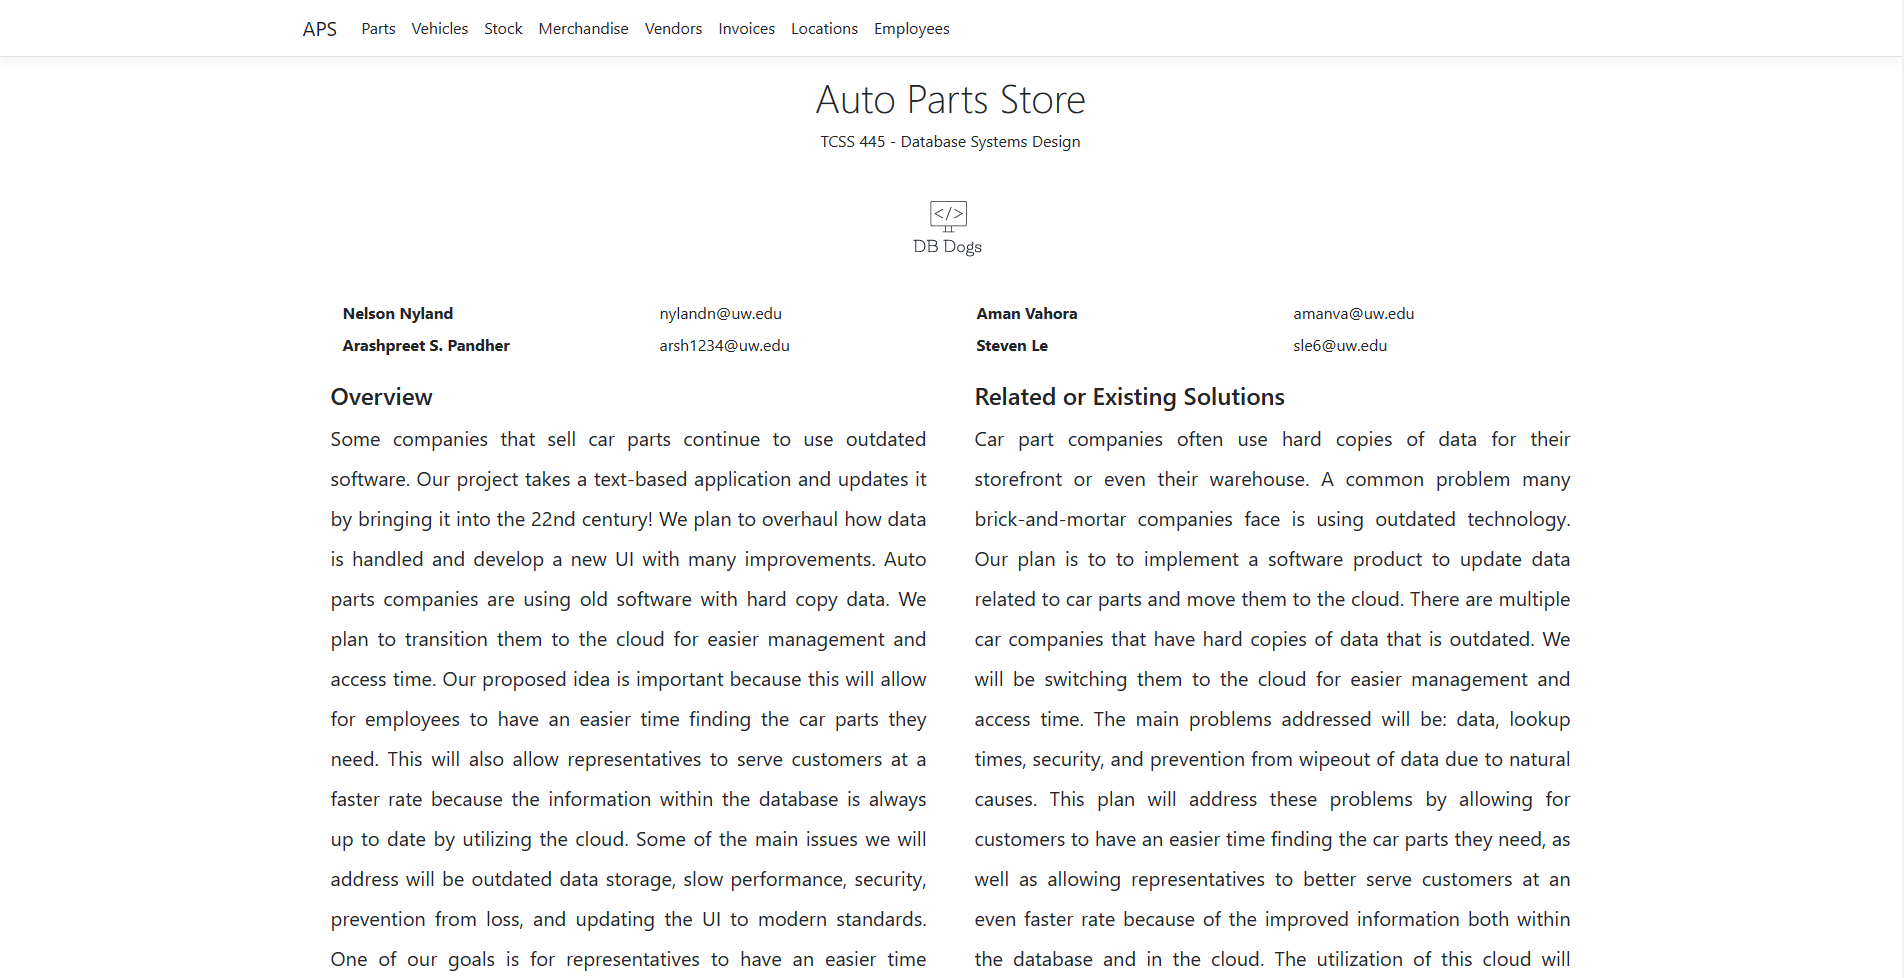 APS Parts Vehicles Stock Merchandise Vendors Invoices Locations Employees
Auto Parts Store
TCSS 445 - Database Systems Design
</>
DB Dogs
Nelson Nyland nylandn@uw.edu Aman Vahora amanva@uw.edu
Arashpreet S. Pandher arsh1234@uw.edu Steven Le sle6@uw.edu
Overview
Some companies that sell car parts continue to use outdated
software. Our project takes a text-based application and updates it
by bringing it into the 22nd century! We plan to overhaul how data
is handled and develop a new UI with many improvements. Auto
parts companies are using old software with hard copy data. We
plan to transition them to the cloud for easier management and
access time. Our proposed idea is important because this will allow
for employees to have an easier time finding the car parts they
need. This will also allow representatives to serve customers at a
faster rate because the information within the database is always
up to date by utilizing the cloud. Some of the main issues we will
address will be outdated data storage, slow performance, security,
prevention from loss, and updating the UI to modern standards.
One of our goals is for representatives to have an easier time
Related or Existing Solutions
Car part companies often use hard copies of data for their
storefront or even their warehouse. A common problem many
brick-and-mortar companies face is using outdated technology.
Our plan is to to implement a software product to update data
related to car parts and move them to the cloud. There are multiple
car companies that have hard copies of data that is outdated. We
will be switching them to the cloud for easier management and
access time. The main problems addressed will be: data, lookup
times, security, and prevention from wipeout of data due to natural
causes. This plan will address these problems by allowing for
customers to have an easier time finding the car parts they need, as
well as allowing representatives to better serve customers at an
even faster rate because of the improved information both within
the database and in the cloud. The utilization of this cloud will